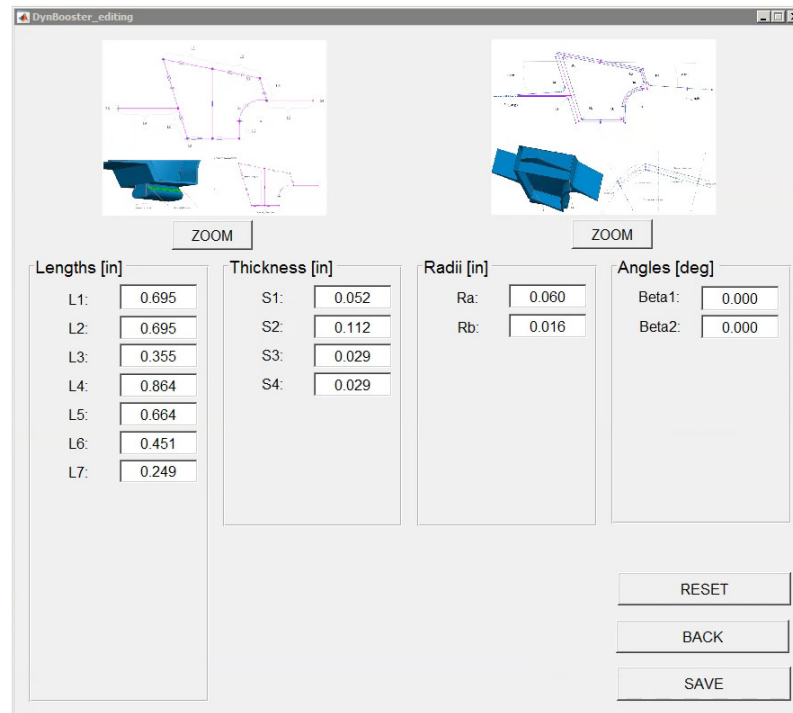 DynBooster_editing
ZOOM
ZOOM
Lengths [in]
L1: 0.695
L2: 0.695
L3: 0.355
L4: 0.864
L5: 0.664
L6: 0.451
L7: 0.249
Thickness [in]
S1: 0.052
S2: 0.112
S3: 0.029
S4: 0.029
Radii [in]
Ra: 0.060
Rb: 0.016
Angles [deg]
Beta1: 0.000
Beta2: 0.000
RESET
BACK
SAVE